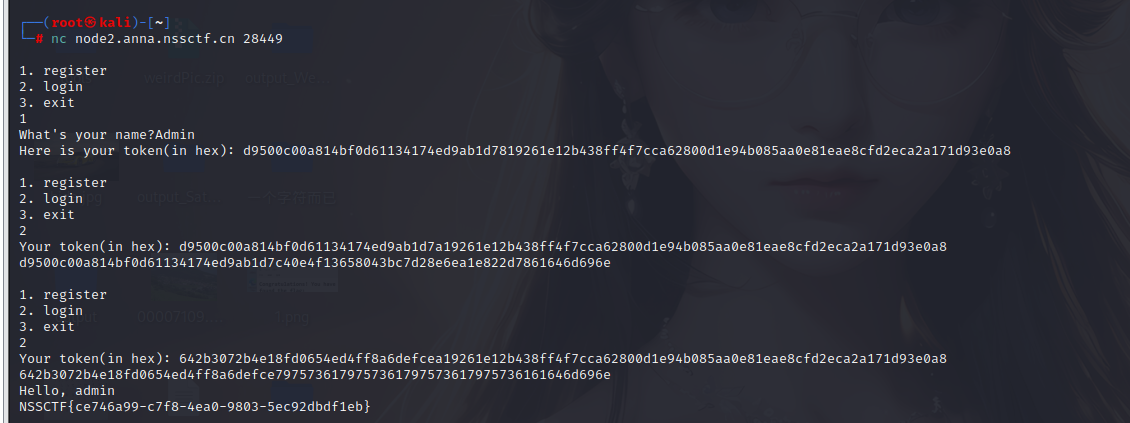 ┌──(root㉿kali)-[~]
└─# nc node2.anna.nssctf.cn 28449
1. register
2. login
3. exit
1
What's your name?Admin
Here is your token(in hex): d9500c00a814bf0d61134174ed9ab1d7819261e12b438ff4f7cca62800d1e94b085aa0e81eae8cfd2eca2a171d93e0a8
1. register
2. login
3. exit
2
Your token(in hex): d9500c00a814bf0d61134174ed9ab1d7a19261e12b438ff4f7cca62800d1e94b085aa0e81eae8cfd2eca2a171d93e0a8
d9500c00a814bf0d61134174ed9ab1d7c40e4f13658043bc7d28e6ea1e822d7861646d696e
1. register
2. login
3. exit
2
Your token(in hex): 642b3072b4e18fd0654ed4ff8a6defcea19261e12b438ff4f7cca62800d1e94b085aa0e81eae8cfd2eca2a171d93e0a8
642b3072b4e18fd0654ed4ff8a6defce79757361797573617975736179757361​61646d696e
Hello, admin
NSSCTF{ce746a99-c7f8-4ea0-9803-5ec92dbdf1eb}